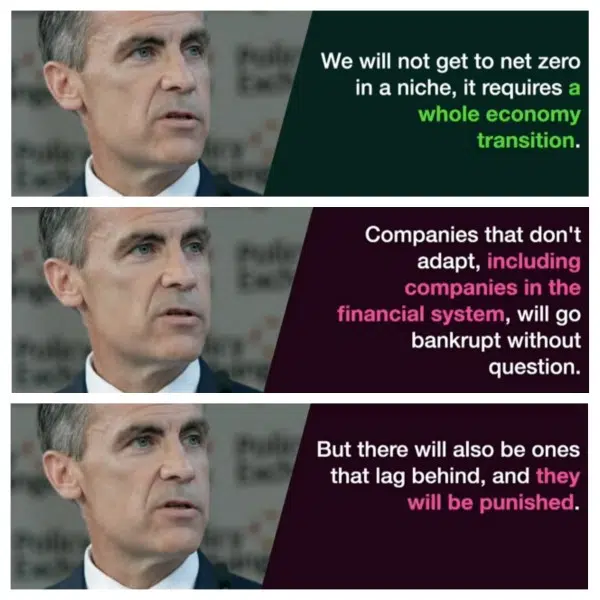 We will not get to net zero
in a niche, it requires a
whole economy
transition.
Companies that don't
adapt, including
companies in the
financial system, will go
bankrupt without
question.
But there will also be ones
that lag behind, and they
will be punished.